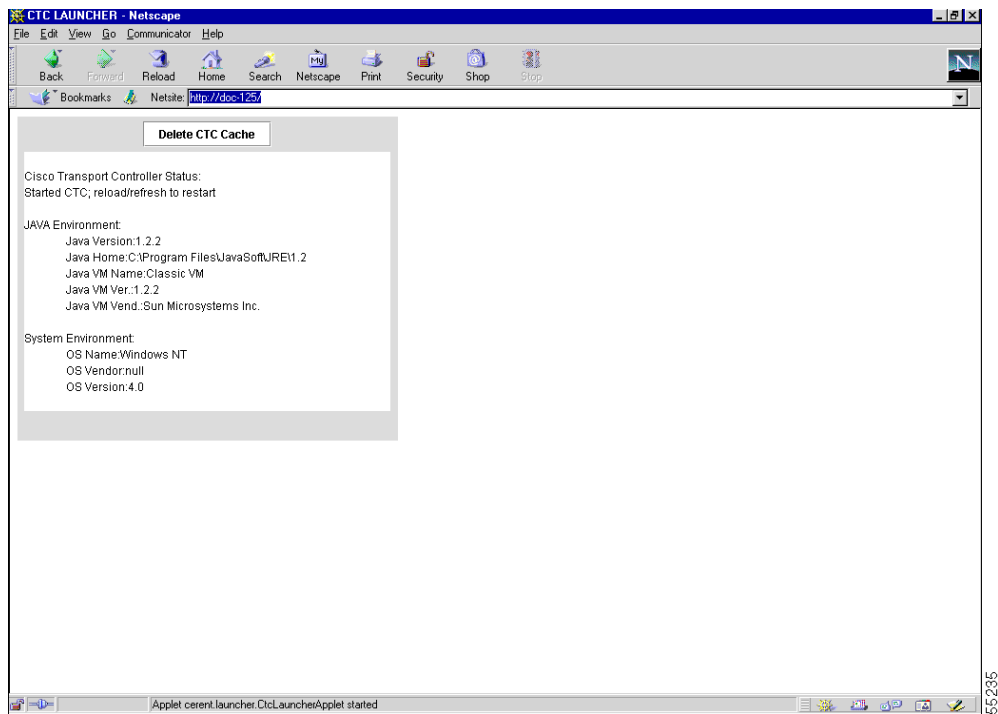 CTC LAUNCHER - Netscape
File Edit View Go Communicator Help
Back Forward Reload Home Search Netscape Print Security Shop Stop
My
N
Bookmarks Netsite: http://doc-125/
Delete CTC Cache
Cisco Transport Controller Status:
Started CTC; reload/refresh to restart
JAVA Environment:
Java Version:1.2.2
Java Home:C:\Program Files\JavaSoft\JRE\1.2
Java VM Name:Classic VM
Java VM Ver.:1.2.2
Java VM Vend.:Sun Microsystems Inc.
System Environment:
OS Name:Windows NT
OS Vendor:null
OS Version:4.0
Applet cerent.launcher.CtcLauncherApplet started
55235